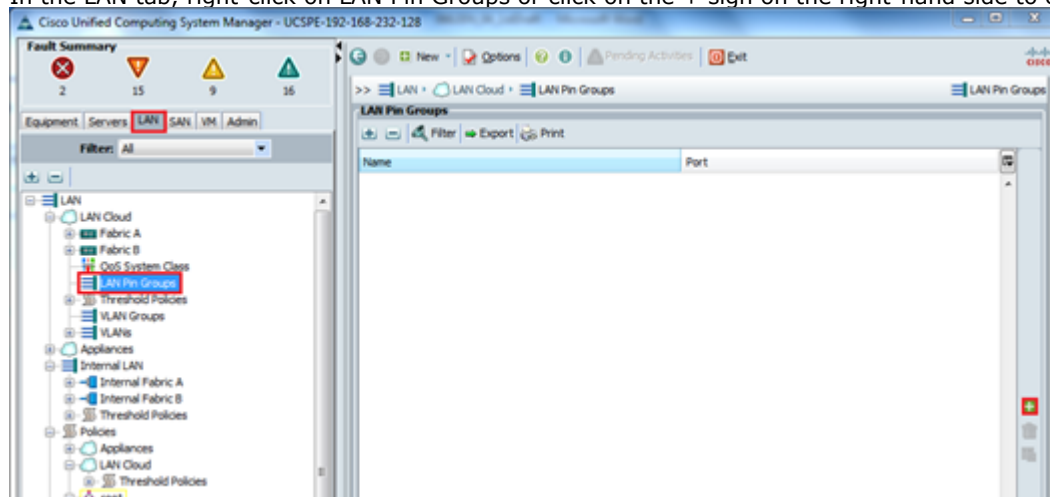 In the LAN tab, right-click on LAN Pin Groups or click on the + sign on the right-hand side to
Cisco Unified Computing System Manager - UCSPE-192-168-232-128
Fault Summary
2 15 9 16
New Options Pending Activities Exit
CISCO
>> LAN LAN Cloud LAN Pin Groups LAN Pin Groups
Equipment Servers LAN SAN VM Admin
LAN Pin Groups
Filter Export Print
Filter: All
Name Port
LAN
LAN Cloud
Fabric A
Fabric B
QoS System Class
LAN Pin Groups
Threshold Policies
VLAN Groups
VLANs
Appliances
Internal LAN
Internal Fabric A
Internal Fabric B
Threshold Policies
Policies
Appliances
LAN Cloud
Threshold Policies
root